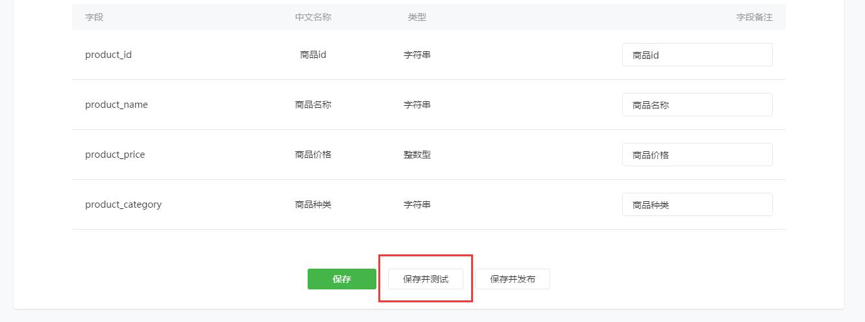 字段 中文名称 类型 字段备注
product_id 商品id 字符串 商品id
product_name 商品名称 字符串 商品名称
product_price 商品价格 整数型 商品价格
product_category 商品种类 字符串 商品种类
保存 保存并测试 保存并发布